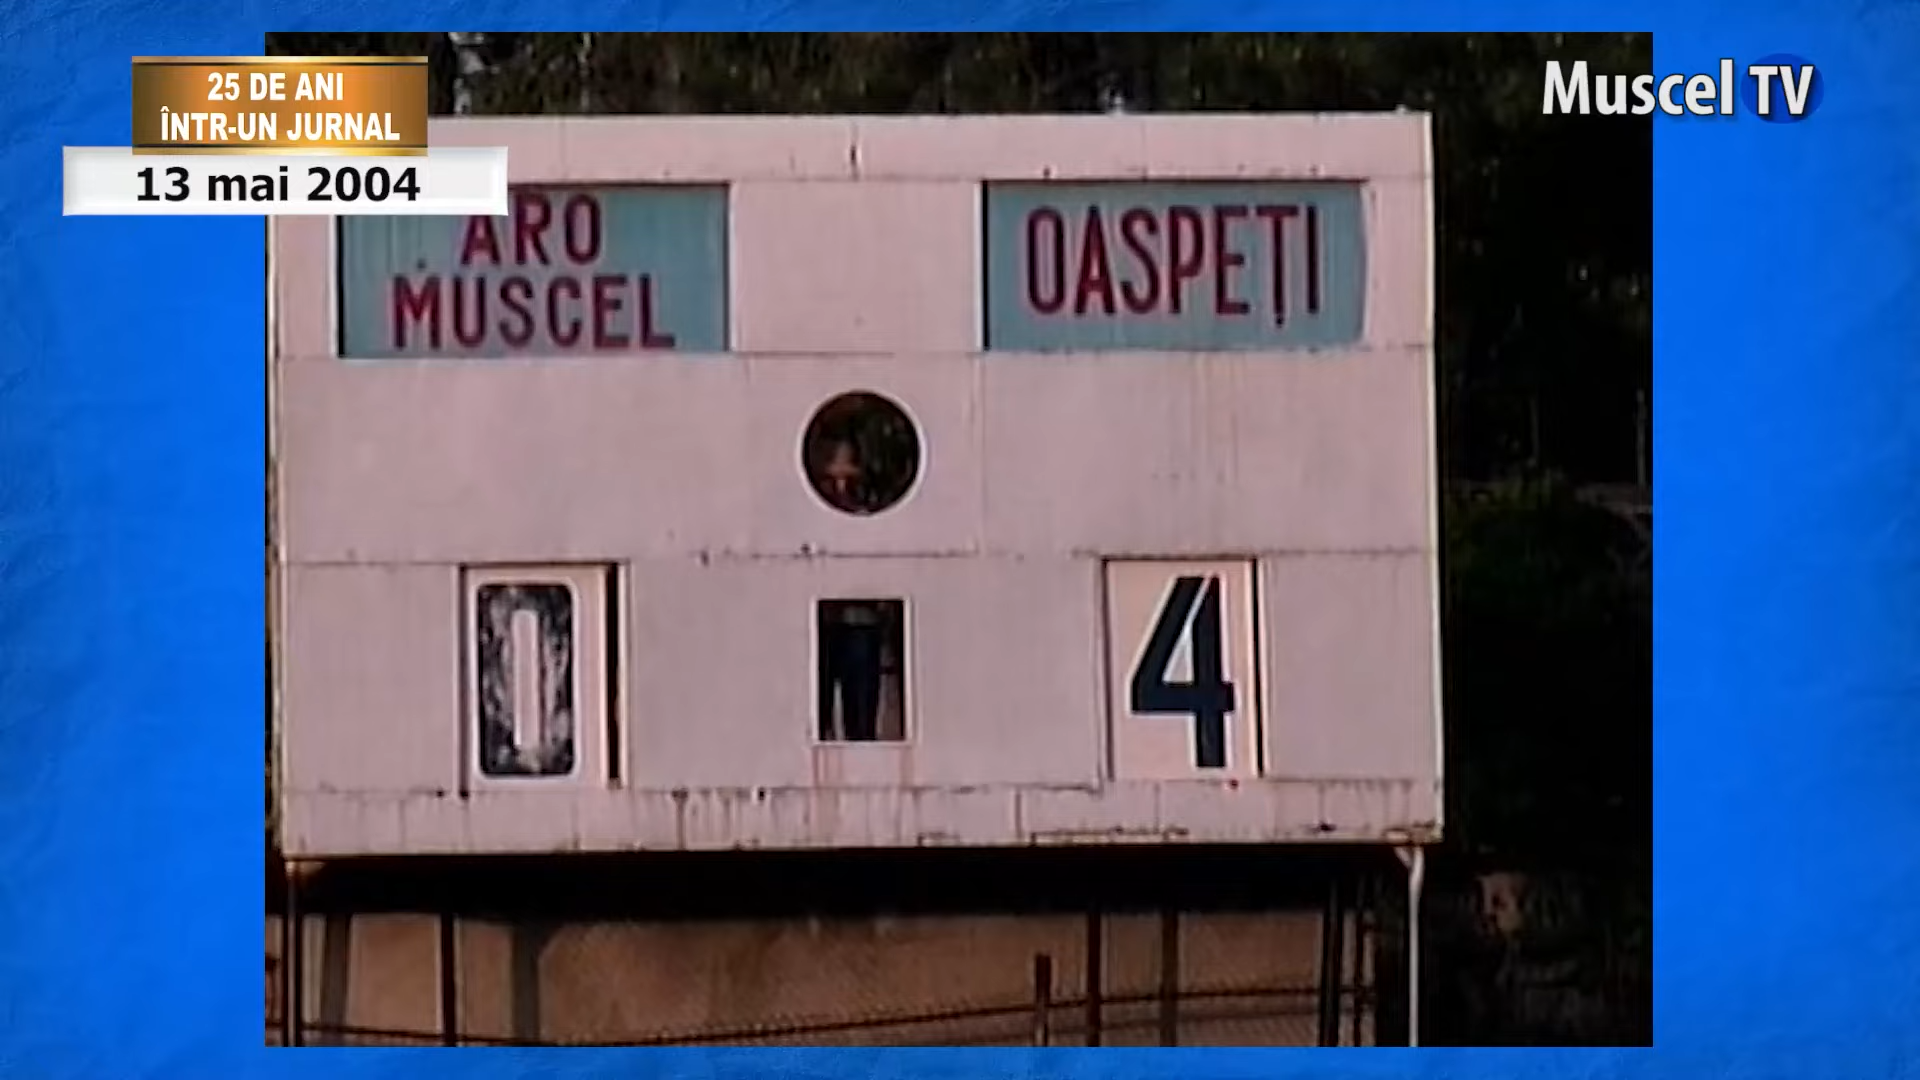 25 DE ANI
ÎNTR-UN JURNAL
13 mai 2004
Muscel TV
ARO
MUSCEL
OASPEȚI
0
4